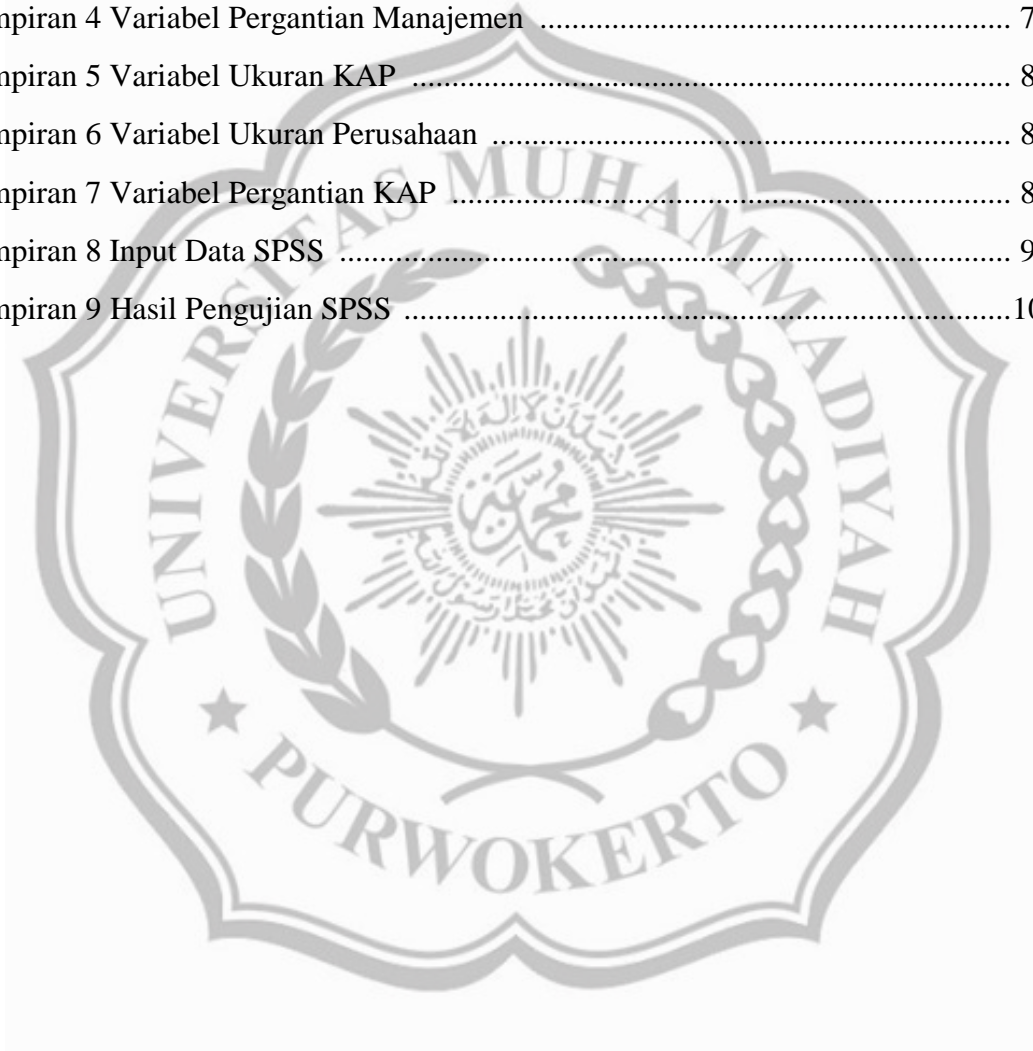 mpiran 4 Variabel Pergantian Manajemen ........................................................................ 7
mpiran 5 Variabel Ukuran KAP ........................................................................................ 8
mpiran 6 Variabel Ukuran Perusahaan ............................................................................. 8
mpiran 7 Variabel Pergantian KAP .................................................................................. 8
mpiran 8 Input Data SPSS ................................................................................................. 9
mpiran 9 Hasil Pengujian SPSS ........................................................................................10
UNIVERSITAS MUHAMMADIYAH
PURWOKERTO